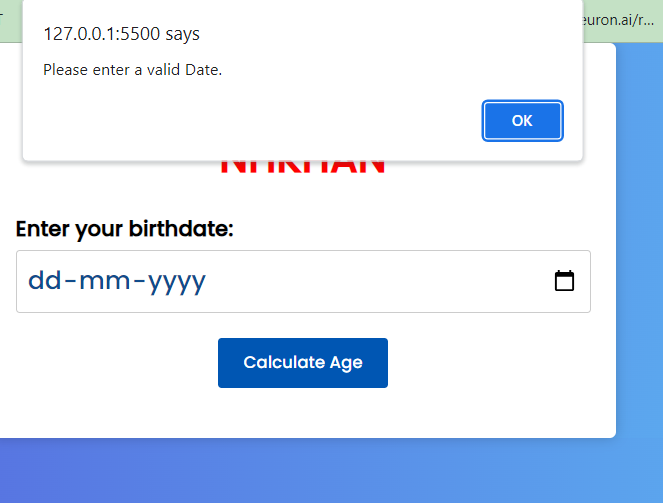 euron.ai/r...
127.0.0.1:5500 says
Please enter a valid Date.
OK
Enter your birthdate:
dd-mm-yyyy
Calculate Age